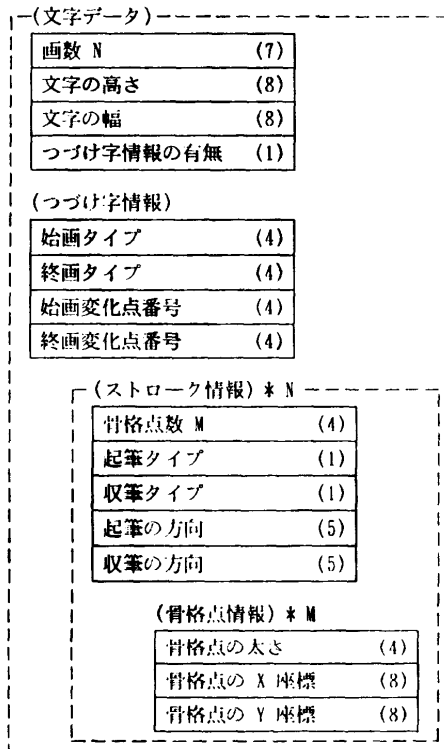 (文字データ)
画数 N (7)
文字の高さ (8)
文字の幅 (8)
つづけ字情報の有無 (1)
(つづけ字情報)
始画タイプ (4)
終画タイプ (4)
始画変化点番号 (4)
終画変化点番号 (4)
(ストローク情報) * N
骨格点数 M (4)
起筆タイプ (1)
収筆タイプ (1)
起筆の方向 (5)
収筆の方向 (5)
(骨格点情報) * M
骨格点の太さ (4)
骨格点の X 座標 (8)
骨格点の Y 座標 (8)